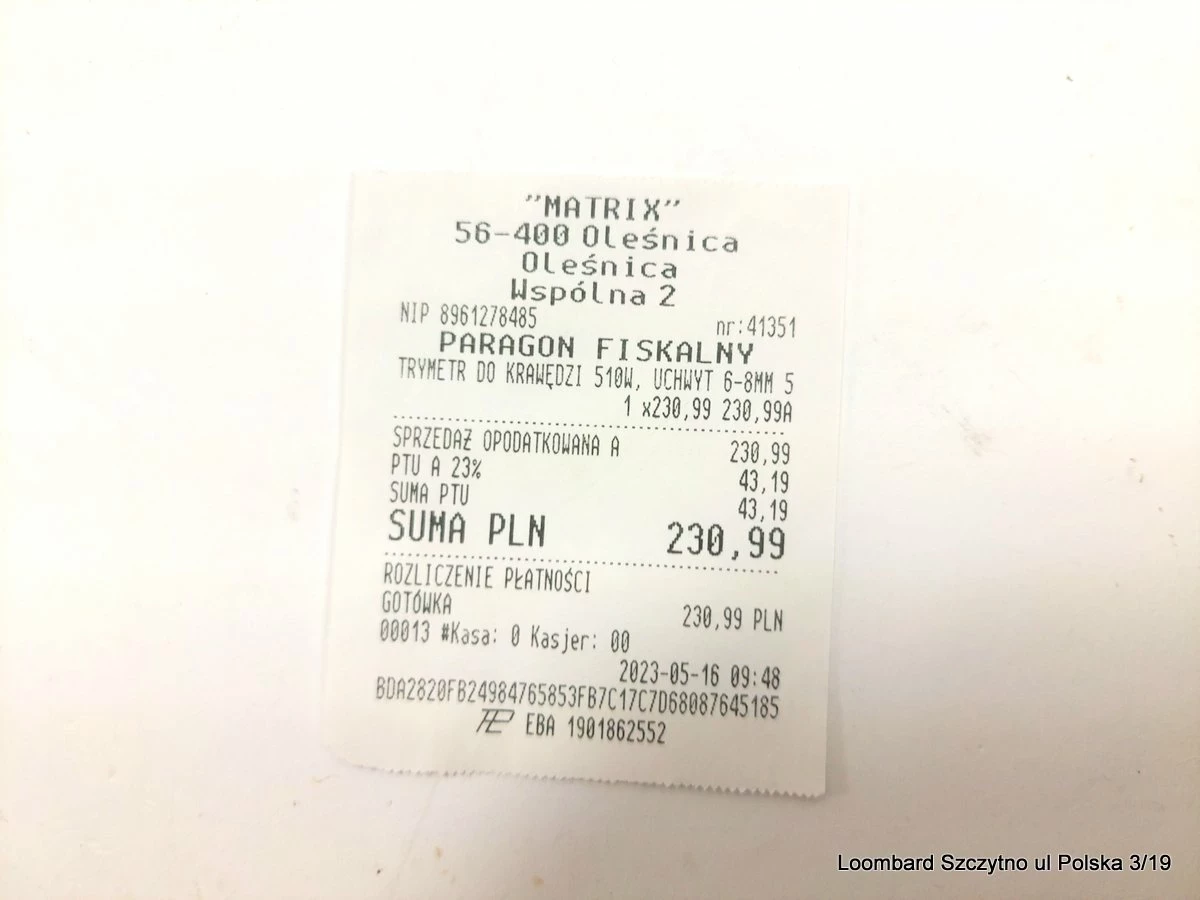 "MATRIX"
56-400 Oleśnica
Oleśnica
Wspólna 2
NIP 8961278485 nr:41351
PARAGON FISKALNY
TRYMETR DO KRAWĘDZI 510W, UCHWYT 6-8MM 5
1 x230,99 230,99A
SPRZEDAŻ OPODATKOWANA A 230,99
PTU A 23% 43,19
SUMA PTU 43,19
SUMA PLN 230,99
ROZLICZENIE PŁATNOŚCI
GOTÓWKA 230,99 PLN
00013 #Kasa: 0 Kasjer: 00
2023-05-16 09:48
BDA2820FB24984765853FB7C17C7D68087645185
EBA 1901862552
Loombard Szczytno ul Polska 3/19